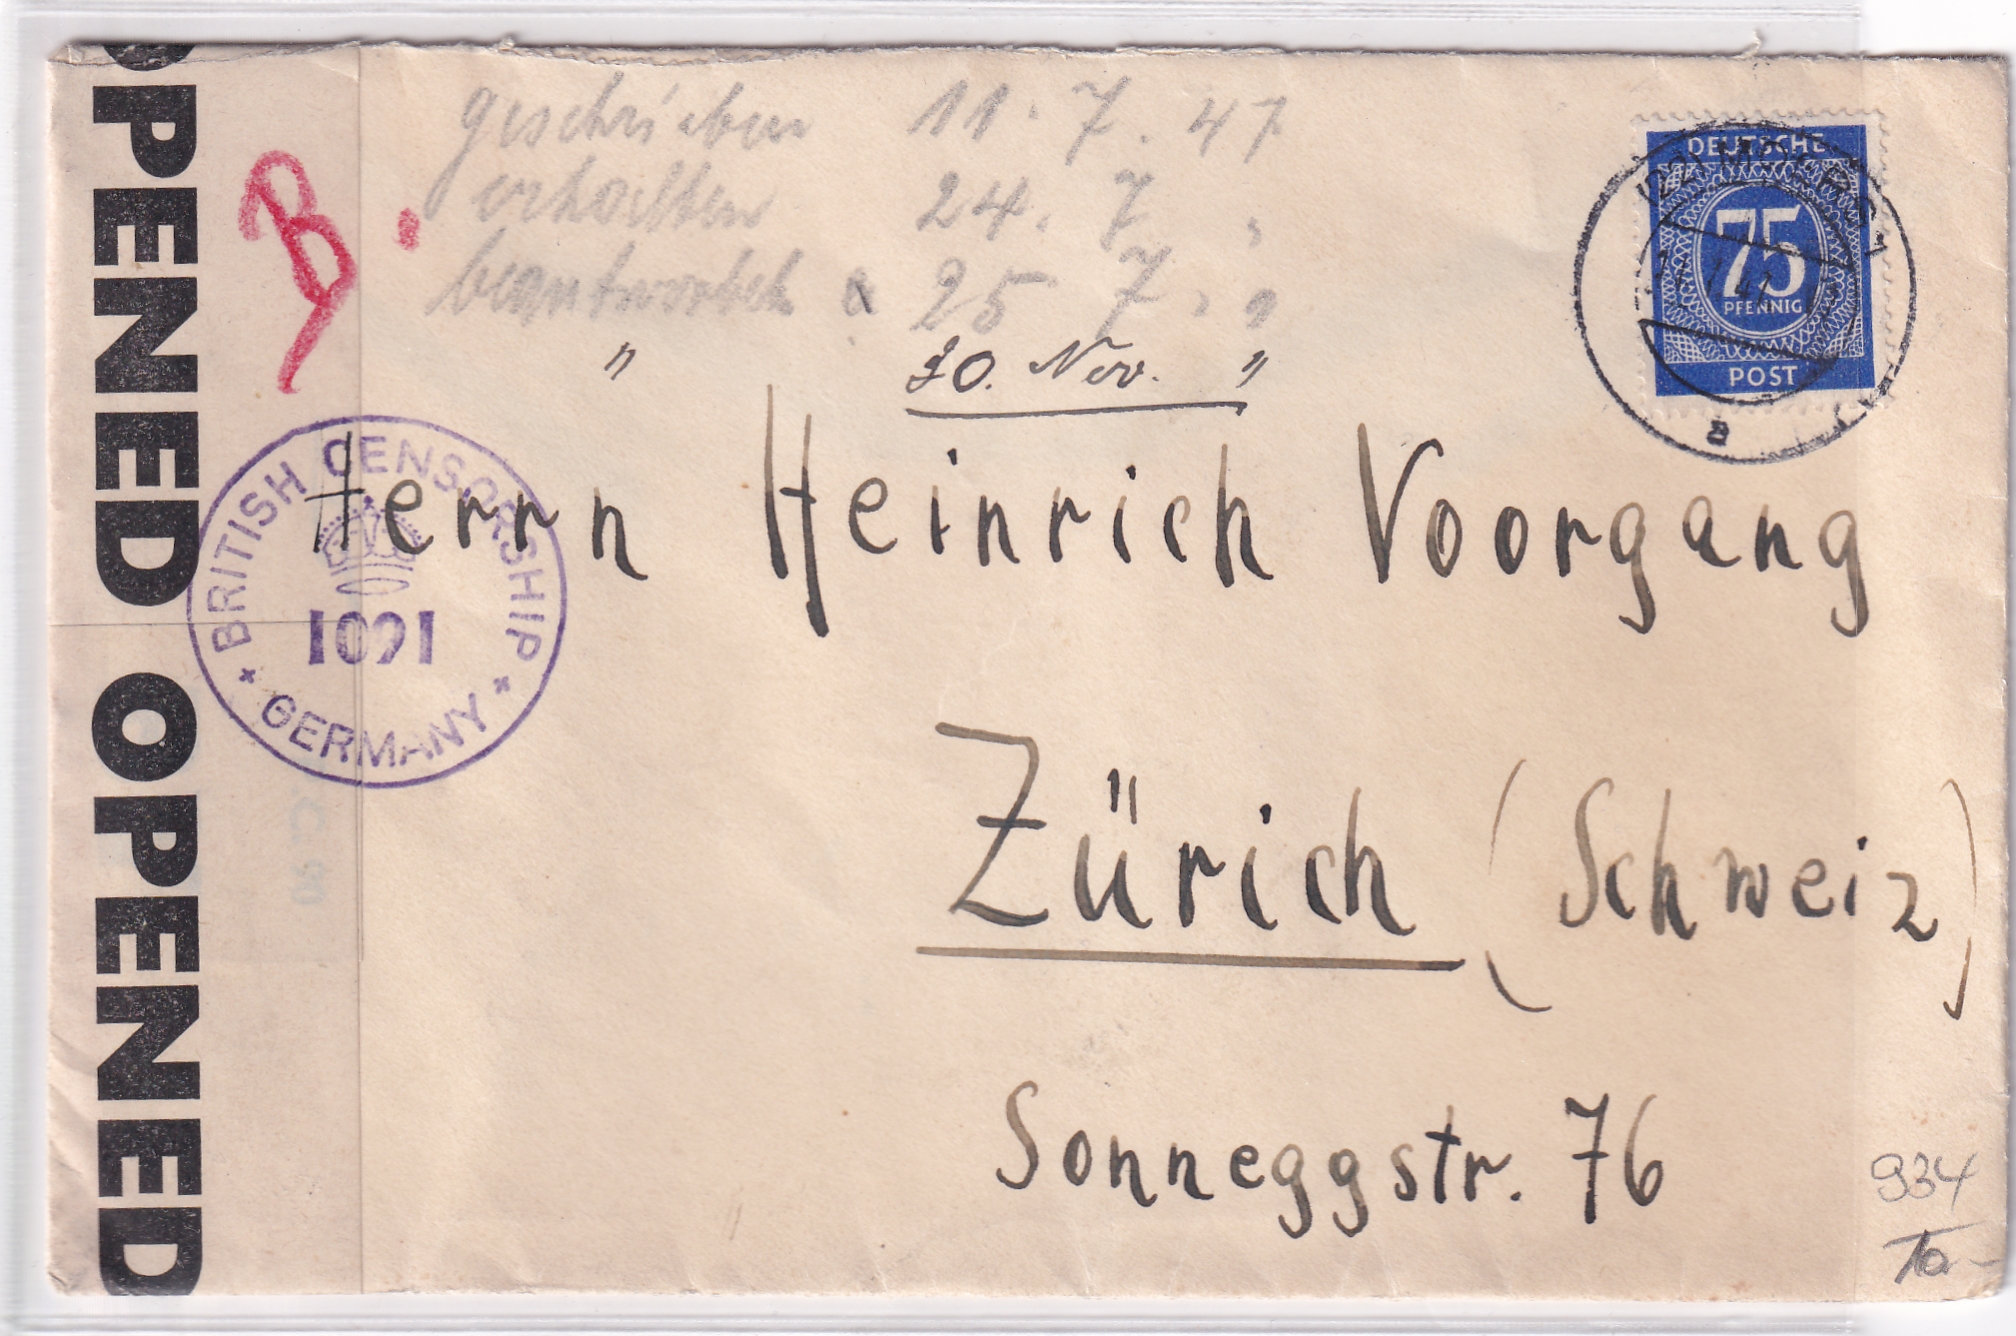 OPENED OPENED
B.
geschrieben 11. 7. 47
erhalten 24. 7 "
beantwortet 25 7. "
" 30. Nov. "
DEUTSCHE
75
PFENNIG
POST
a
BRITISH CENSORSHIP
1091
GERMANY
Herrn Heinrich Voorgang
Zürich (Schweiz)
Sonneggstr. 76
C. 90
934